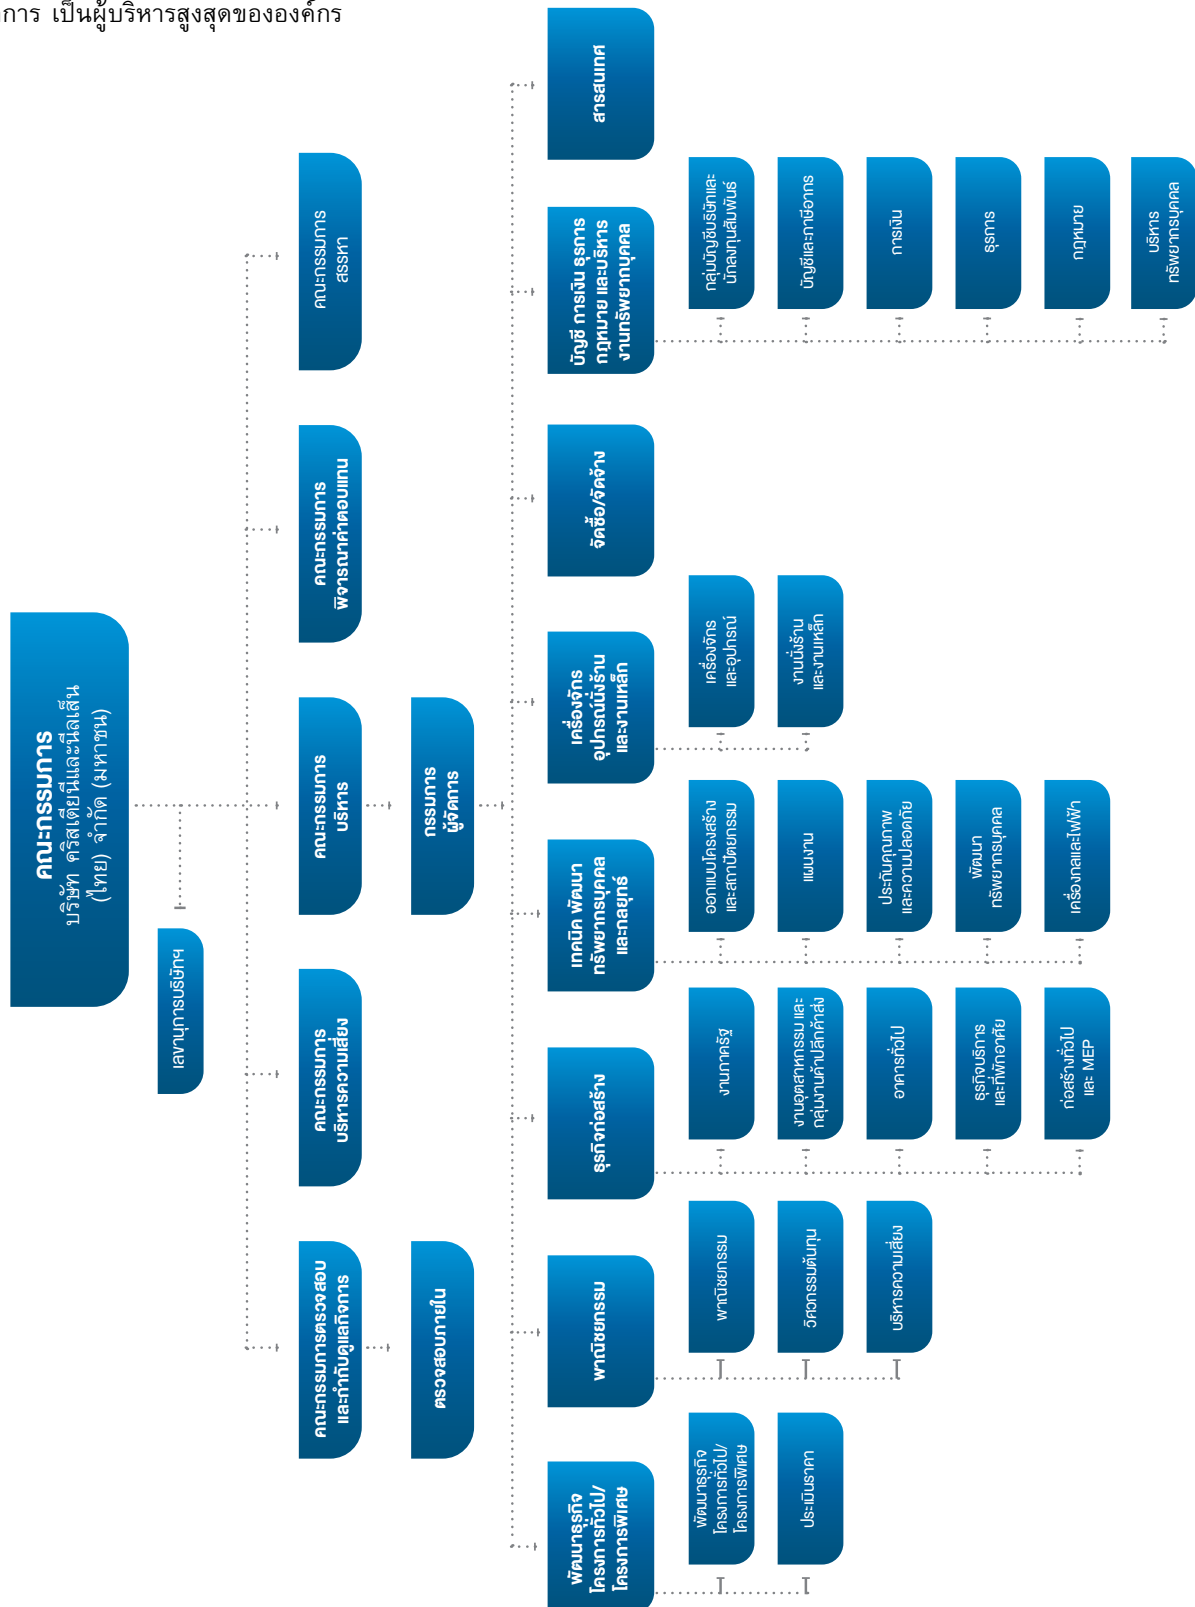 การ เป็นผู้บริหารสูงสุดขององค์กร
คณะกรรมการ
บริษัท คริสเตียนีและนีลเส็น
(ไทย) จำกัด (มหาชน)
เลขานุการบริษัทฯ
คณะกรรมการตรวจสอบ
และกำกับดูแลกิจการ
คณะกรรมการ
บริหารความเสี่ยง
คณะกรรมการ
บริหาร
คณะกรรมการ
พิจารณาค่าตอบแทน
คณะกรรมการ
สรรหา
ตรวจสอบภายใน
กรรมการ
ผู้จัดการ
พัฒนาธุรกิจ
โครงการทั่วไป/
โครงการพิเศษ
พาณิชยกรรม
ธุรกิจก่อสร้าง
เทคนิค พัฒนา
ทรัพยากรบุคคล
และกลยุทธ์
เครื่องจักร
อุปกรณ์นั่งร้าน
และงานเหล็ก
จัดซื้อ/จัดจ้าง
บัญชี การเงิน ธุรการ
กฎหมาย และบริหาร
งานทรัพยากบุคคล
สารสนเทศ
พัฒนาธุรกิจ
โครงการทั่วไป/
โครงการพิเศษ
ประเมินราคา
พาณิชยกรรม
วิศวกรรมต้นทุน
บริหารความเสี่ยง
งานภาครัฐ
งานอุตสาหกรรม และ
กลุ่มงานค้าปลีกค้าส่ง
อาคารทั่วไป
ธุรกิจบริการ
และที่พักอาศัย
ก่อสร้างทั่วไป
และ MEP
ออกแบบโครงสร้าง
และสถาปัตยกรรม
แผนงาน
ประกันคุณภาพ
และความปลอดภัย
พัฒนา
ทรัพยากรบุคคล
เครื่องกลและไฟฟ้า
เครื่องจักร
และอุปกรณ์
งานนั่งร้าน
และงานเหล็ก
กลุ่มบัญชีบริษัทและ
นักลงทุนสัมพันธ์
บัญชีและภาษีอากร
การเงิน
ธุรการ
กฎหมาย
บริหาร
ทรัพยากรบุคคล